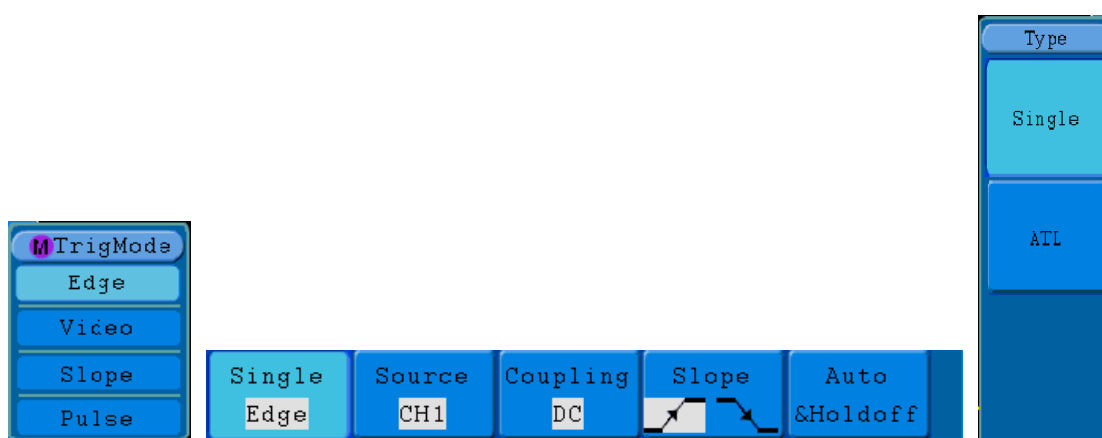 TrigMode
Edge
Video
Slope
Pulse
Single
Edge
Source
CH1
Coupling
DC
Slope
Auto
&Holdoff
Type
Single
ATL